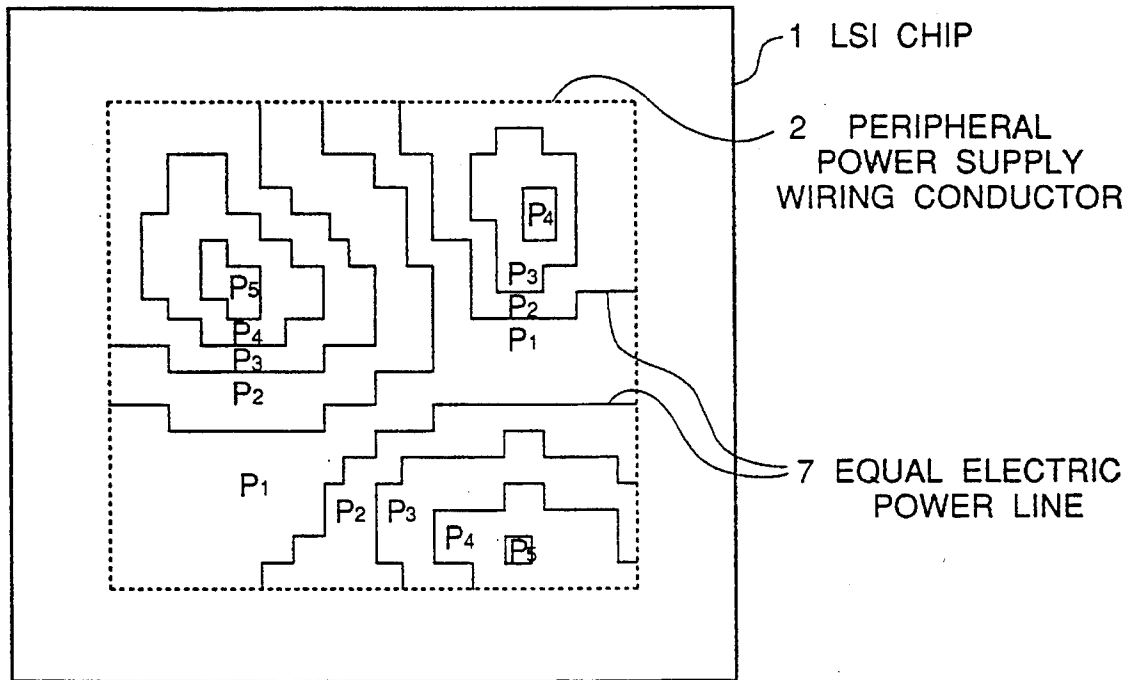 1 LSI CHIP
2 PERIPHERAL
POWER SUPPLY
WIRING CONDUCTOR
P4
P3
P5
P2
P4
P1
P3
P2
7 EQUAL ELECTRIC
POWER LINE
P1
P2
P3
P4
P5